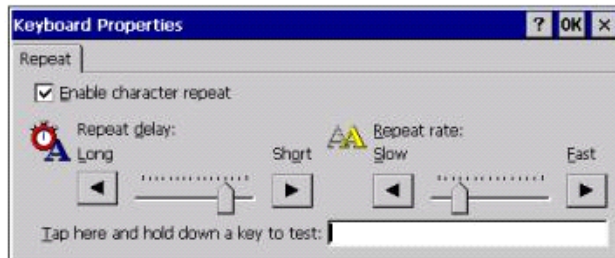 Keyboard Properties ? OK ×
Repeat
Enable character repeat
Repeat delay: Repeat rate:
Long Short Slow Fast
Tap here and hold down a key to test: